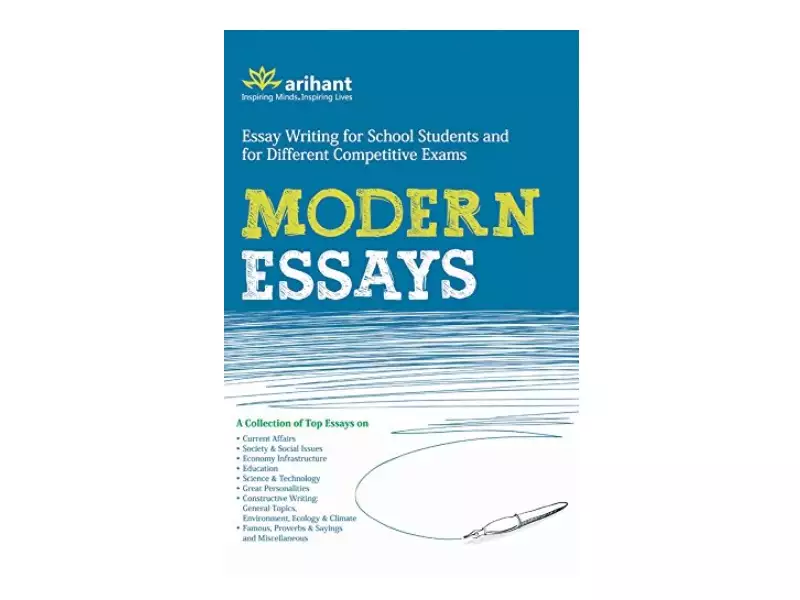 arihant
Inspiring Minds.Inspiring Lives
Essay Writing for School Students and
for Different Competitive Exams
MODERN
ESSAYS
A Collection of Top Essays on
• Current Affairs
• Society & Social Issues
• Economy Infrastructure
• Education
• Science & Technology
• Great Personalities
• Constructive Writing:
General Topics,
Environment, Ecology & Climate
• Famous, Proverbs & Sayings
and Miscellaneous